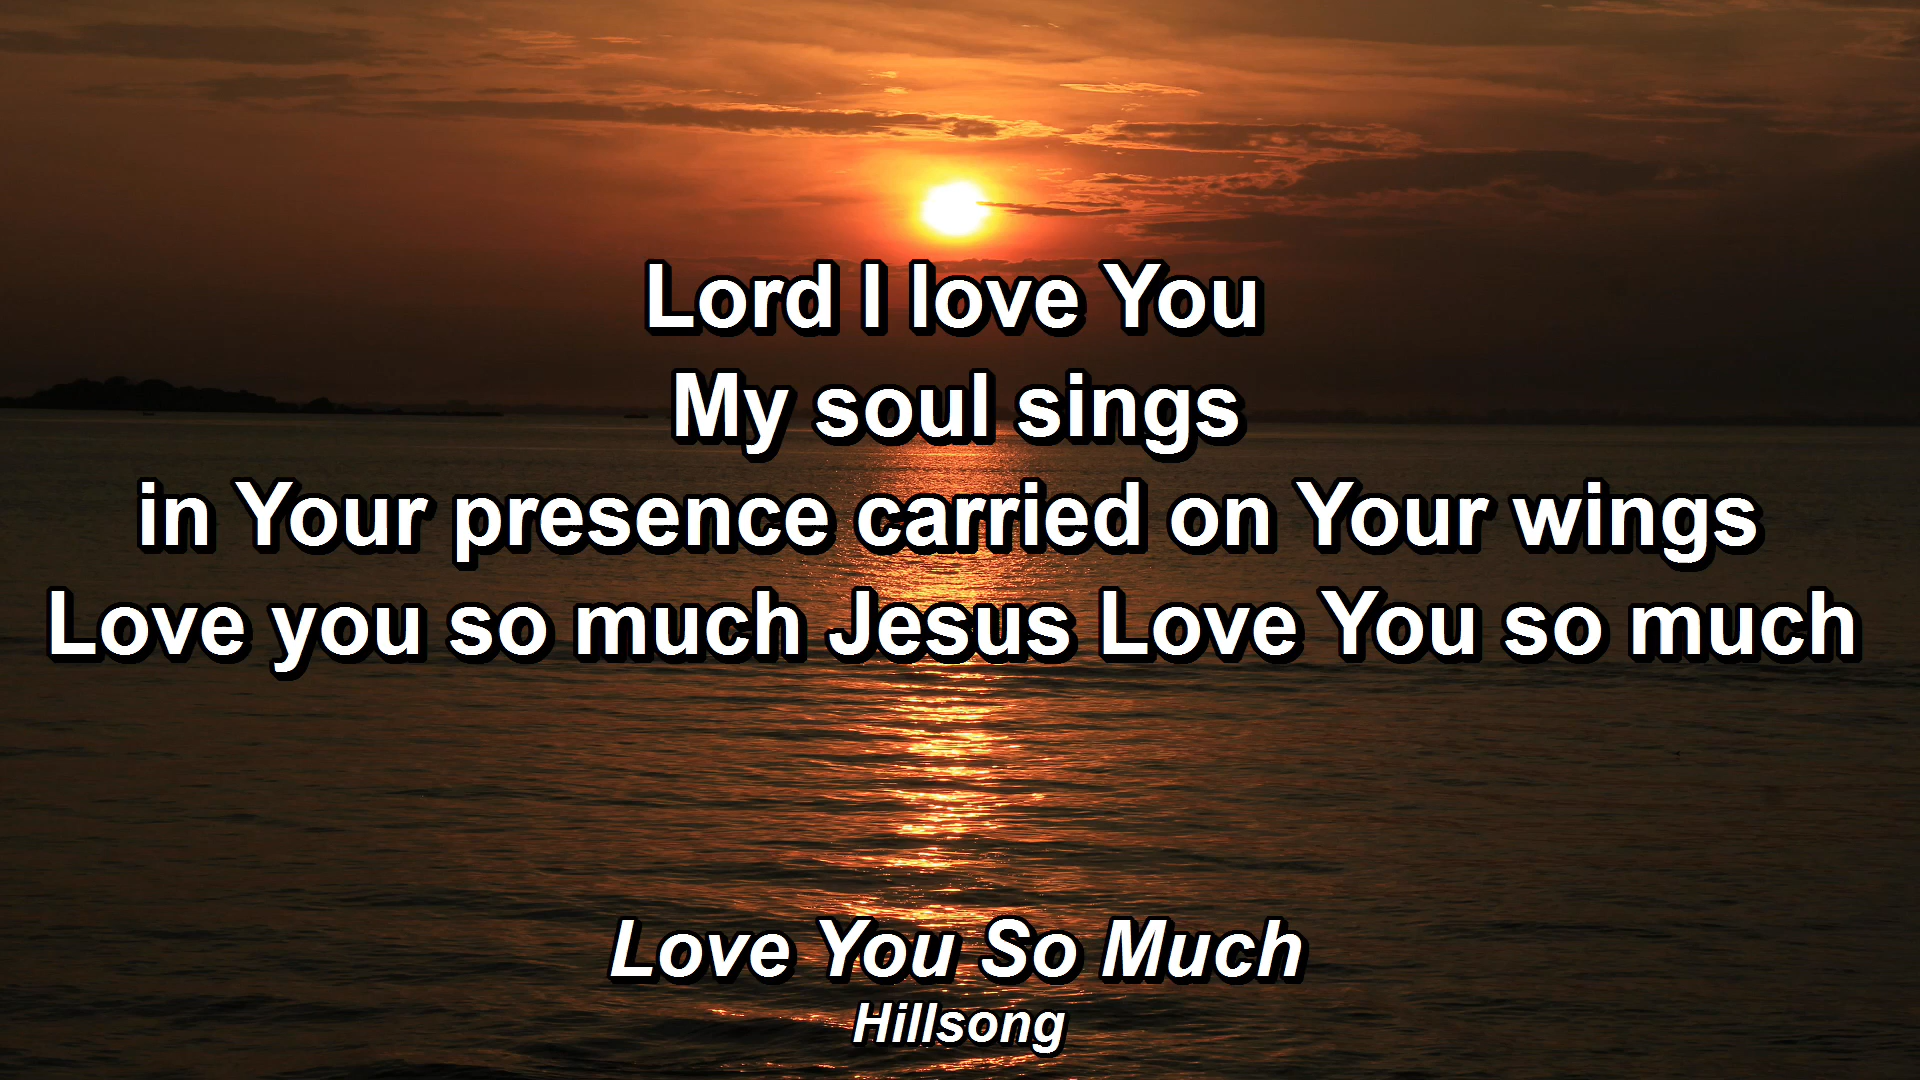 Lord I love You
My soul sings
in Your presence carried on Your wings
Love you so much Jesus Love You so much
Love You So Much
Hillsong